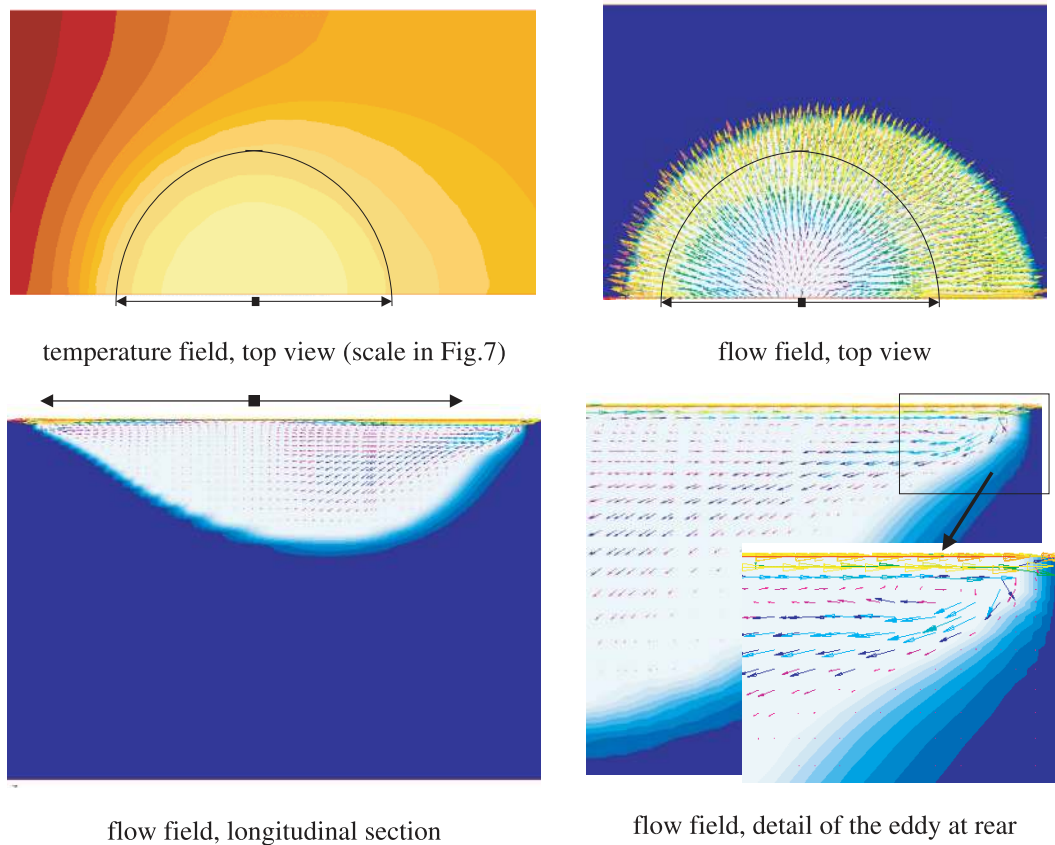 temperature field, top view (scale in Fig.7)
flow field, top view
flow field, longitudinal section
flow field, detail of the eddy at rear